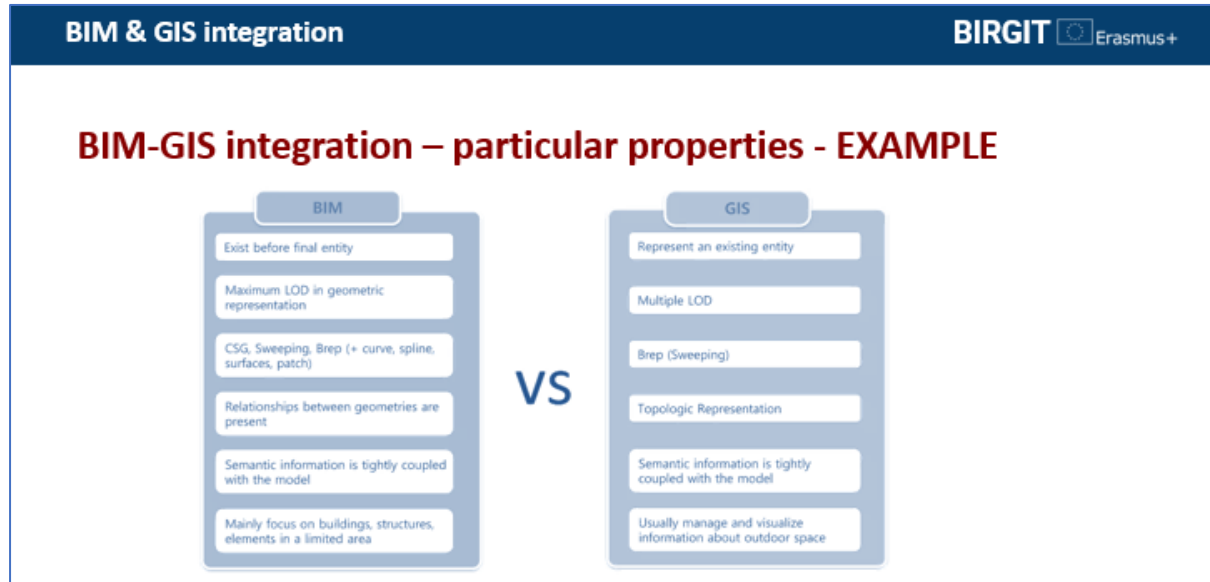 BIM & GIS integration
BIRGIT Erasmus+
BIM-GIS integration – particular properties - EXAMPLE
BIM
Exist before final entity
Maximum LOD in geometric
representation
CSG, Sweeping, Brep (+ curve, spline,
surfaces, patch)
Relationships between geometries are
present
Semantic information is tightly coupled
with the model
Mainly focus on buildings, structures,
elements in a limited area
VS
GIS
Represent an existing entity
Multiple LOD
Brep (Sweeping)
Topologic Representation
Semantic information is tightly
coupled with the model
Usually manage and visualize
information about outdoor space